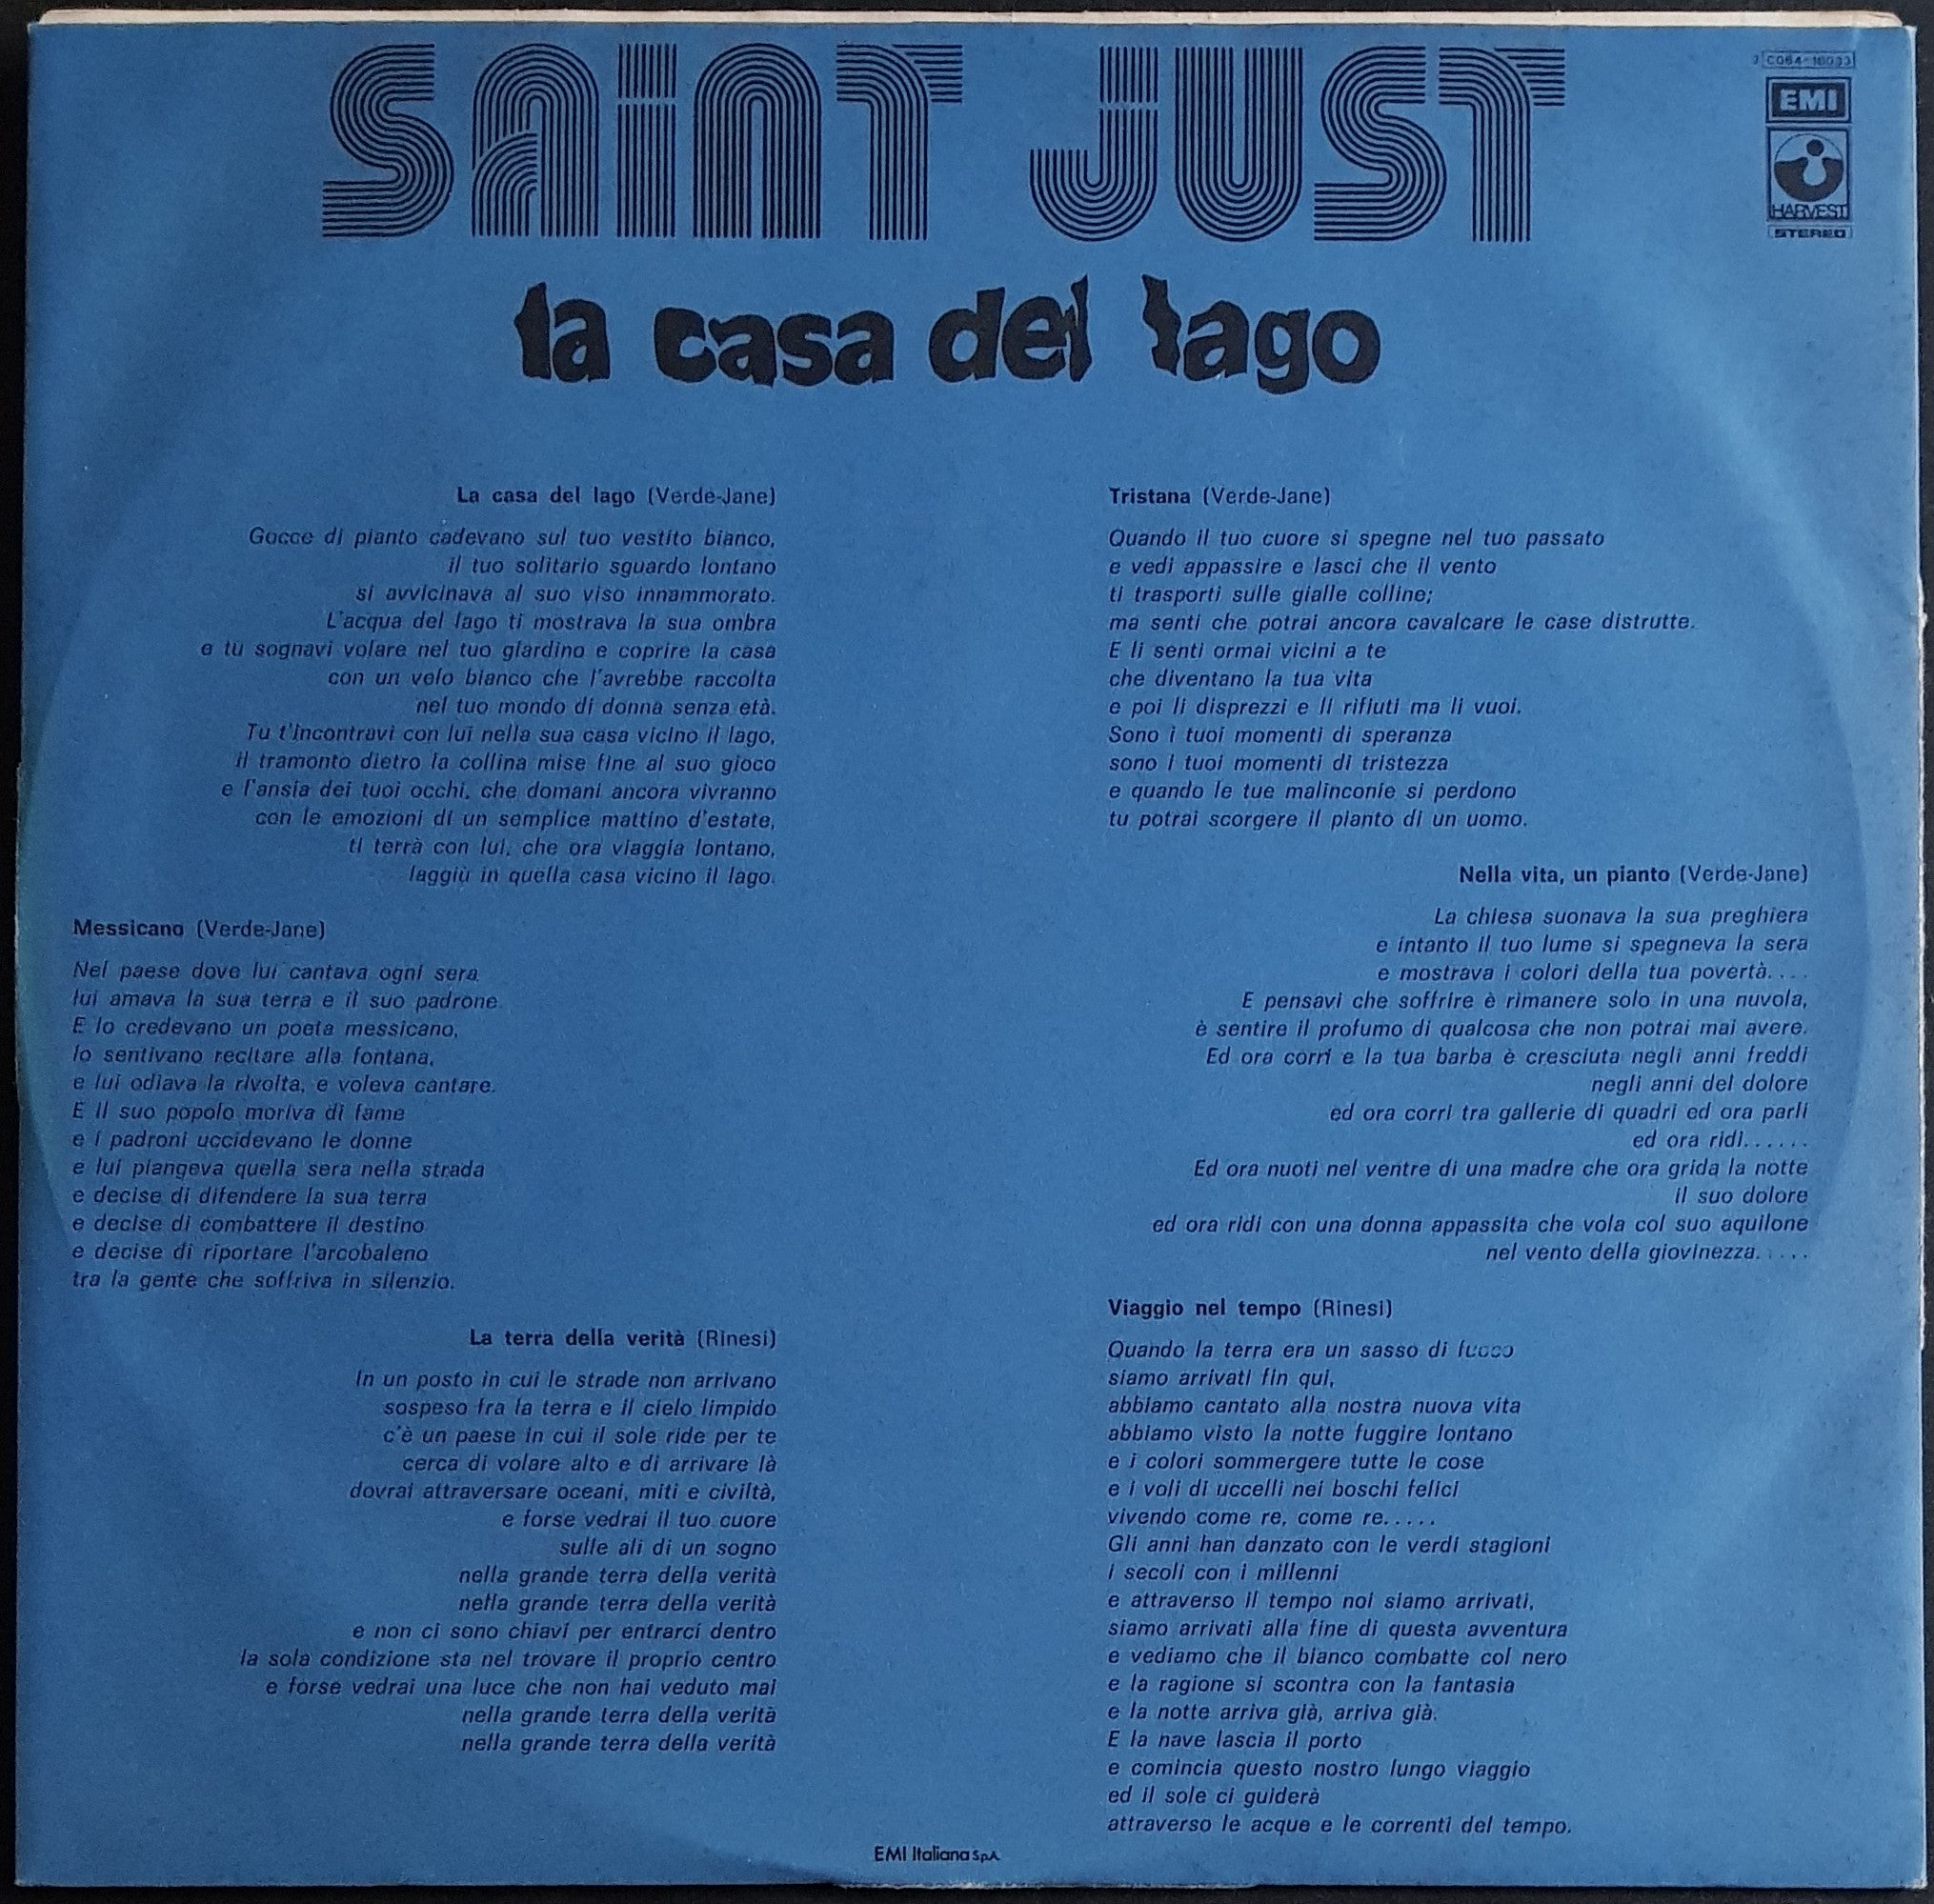 SAINT JUST
3 C064-18033
EMI
HARVEST
STEREO
la casa del lago
La casa del lago (Verde-Jane)
Gocce di pianto cadevano sul tuo vestito bianco,
il tuo solitario sguardo lontano
si avvicinava al suo viso innammorato.
L'acqua del lago ti mostrava la sua ombra
e tu sognavi volare nel tuo giardino e coprire la casa
con un velo bianco che l'avrebbe raccolta
nel tuo mondo di donna senza età.
Tu t'incontravi con lui nella sua casa vicino il lago,
il tramonto dietro la collina mise fine al suo gioco
e l'ansia dei tuoi occhi, che domani ancora vivranno
con le emozioni di un semplice mattino d'estate,
ti terrà con lui, che ora viaggia lontano,
laggiù in quella casa vicino il lago.
Messicano (Verde-Jane)
Nel paese dove lui cantava ogni sera
lui amava la sua terra e il suo padrone.
E lo credevano un poeta messicano,
lo sentivano recitare alla fontana,
e lui odiava la rivolta, e voleva cantare.
E il suo popolo moriva di fame
e i padroni uccidevano le donne
e lui piangeva quella sera nella strada
e decise di difendere la sua terra
e decise di combattere il destino
e decise di riportare l'arcobaleno
tra la gente che soffriva in silenzio.
La terra della verità (Rinesi)
In un posto in cui le strade non arrivano
sospeso fra la terra e il cielo limpido
c'è un paese in cui il sole ride per te
cerca di volare alto e di arrivare là
dovrai attraversare oceani, miti e civiltà,
e forse vedrai il tuo cuore
sulle ali di un sogno
nella grande terra della verità
nella grande terra della verità
e non ci sono chiavi per entrarci dentro
la sola condizione sta nel trovare il proprio centro
e forse vedrai una luce che non hai veduto mai
nella grande terra della verità
nella grande terra della verità
Tristana (Verde-Jane)
Quando il tuo cuore si spegne nel tuo passato
e vedi appassire e lasci che il vento
ti trasporti sulle gialle colline;
ma senti che potrai ancora cavalcare le case distrutte.
E li senti ormai vicini a te
che diventano la tua vita
e poi li disprezzi e li rifiuti ma li vuoi.
Sono i tuoi momenti di speranza
sono i tuoi momenti di tristezza
e quando le tue malinconie si perdono
tu potrai scorgere il pianto di un uomo.
Nella vita, un pianto (Verde-Jane)
La chiesa suonava la sua preghiera
e intanto il tuo lume si spegneva la sera
e mostrava i colori della tua povertà....
E pensavi che soffrire è rimanere solo in una nuvola,
è sentire il profumo di qualcosa che non potrai mai avere.
Ed ora corri e la tua barba è cresciuta negli anni freddi
negli anni del dolore
ed ora corri tra gallerie di quadri ed ora parli
ed ora ridi......
Ed ora nuoti nel ventre di una madre che ora grida la notte
il suo dolore
ed ora ridi con una donna appassita che vola col suo aquilone
nel vento della giovinezza.....
Viaggio nel tempo (Rinesi)
Quando la terra era un sasso di fuoco
siamo arrivati fin qui,
abbiamo cantato alla nostra nuova vita
abbiamo visto la notte fuggire lontano
e i colori sommergere tutte le cose
e i voli di uccelli nei boschi felici
vivendo come re, come re.....
Gli anni han danzato con le verdi stagioni
i secoli con i millenni
e attraverso il tempo noi siamo arrivati,
siamo arrivati alla fine di questa avventura
e vediamo che il bianco combatte col nero
e la ragione si scontra con la fantasia
e la notte arriva già, arriva già.
E la nave lascia il porto
e comincia questo nostro lungo viaggio
ed il sole ci guiderà
attraverso le acque e le correnti del tempo.
EMI Italiana S.p.A.